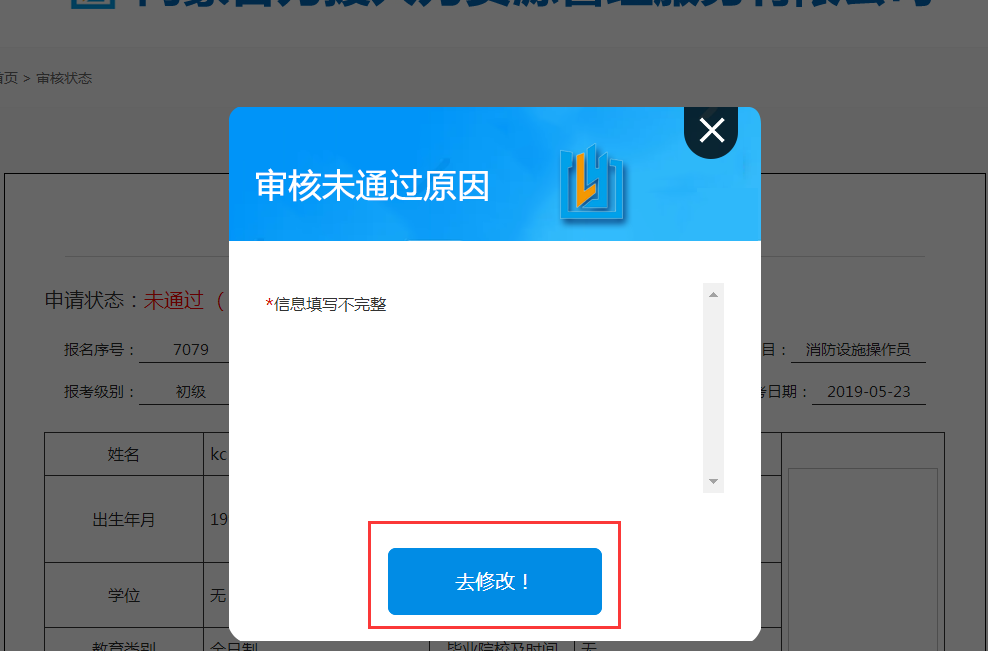 首页 > 审核状态
审核未通过原因
申请状态：未通过（
*信息填写不完整
报名序号： 7079
目： 消防设施操作员
报考级别： 初级
考日期： 2019-05-23
姓名 kc
出生年月 19
去修改！
学位 无
教育类别 全日制 毕业院校及时间 无